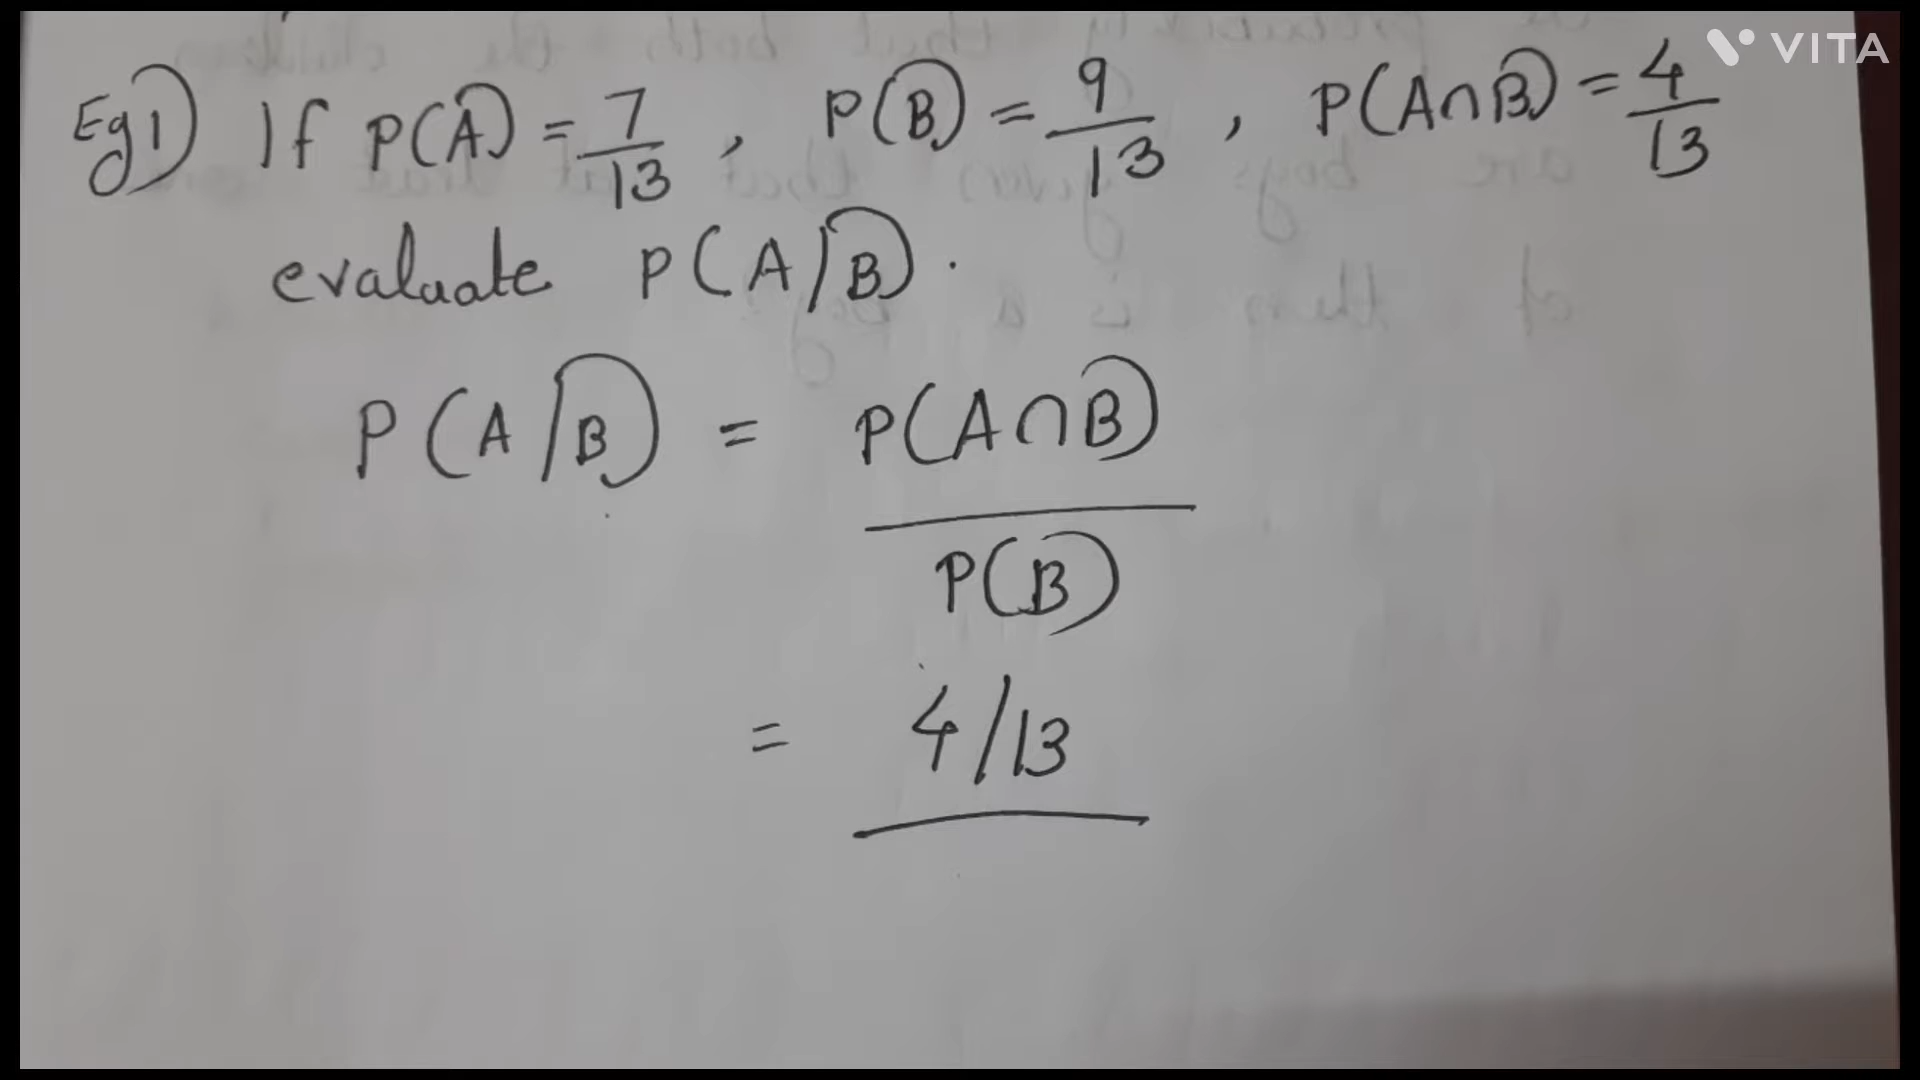 VITA
Eg1) If P(A) = 7/13, P(B) = 9/13, P(A∩B) = 4/13
evaluate P(A/B).
P(A/B) = P(A∩B)
P(B)
= 4/13